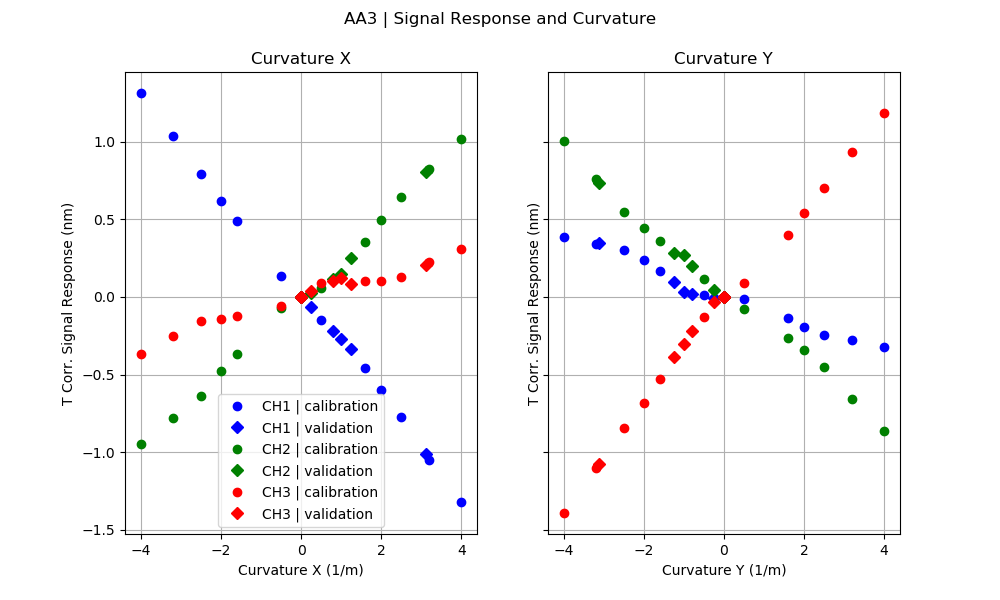 AA3 | Signal Response and Curvature
Curvature X
Curvature Y
T Corr. Signal Response (nm)
1.0
0.5
0.0
−0.5
−1.0
−1.5
CH1 | calibration
CH1 | validation
CH2 | calibration
CH2 | validation
CH3 | calibration
CH3 | validation
−4 −2 0 2 4
Curvature X (1/m)
T Corr. Signal Response (nm)
−4 −2 0 2 4
Curvature Y (1/m)